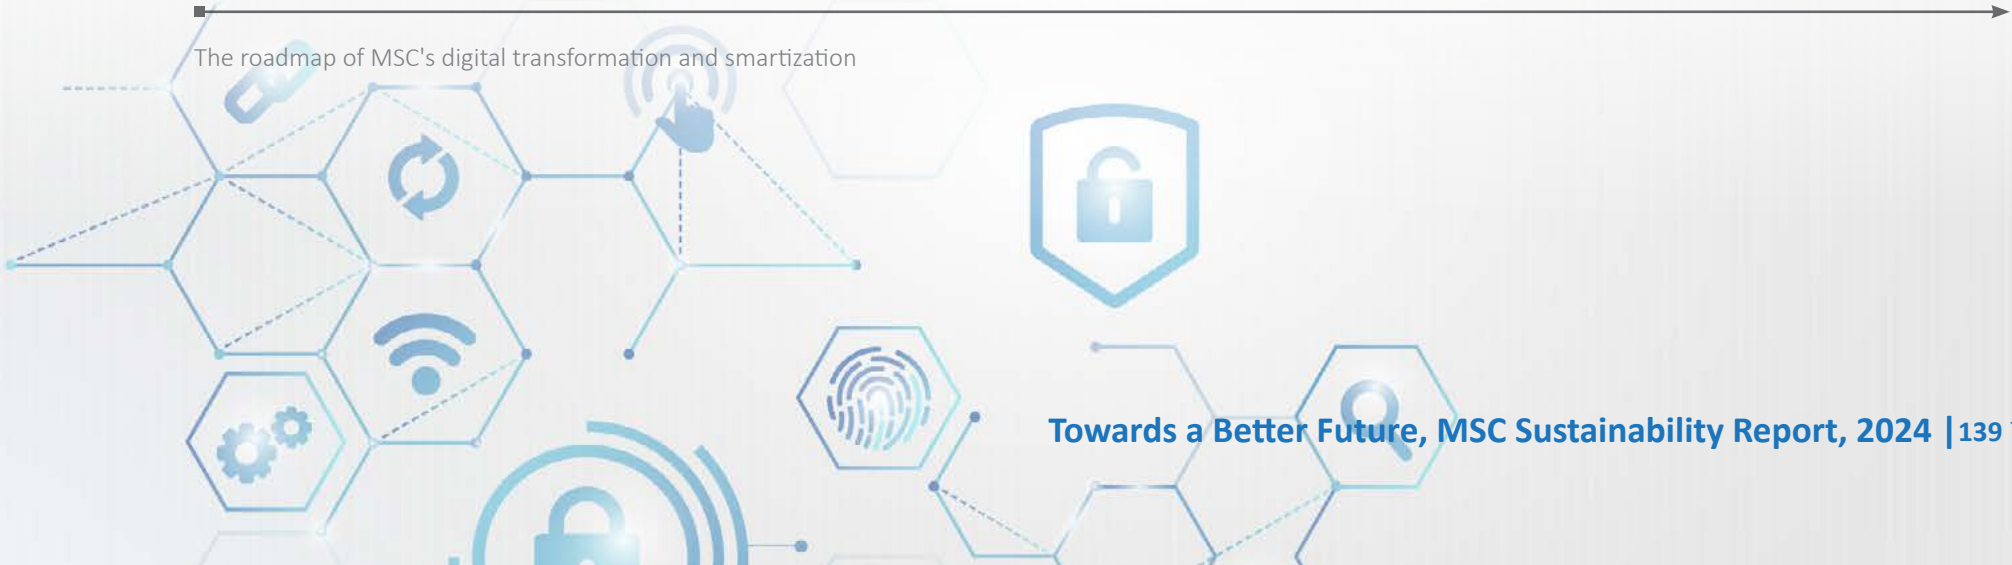 The roadmap of MSC's digital transformation and smartization
Towards a Better Future, MSC Sustainability Report, 2024 | 139